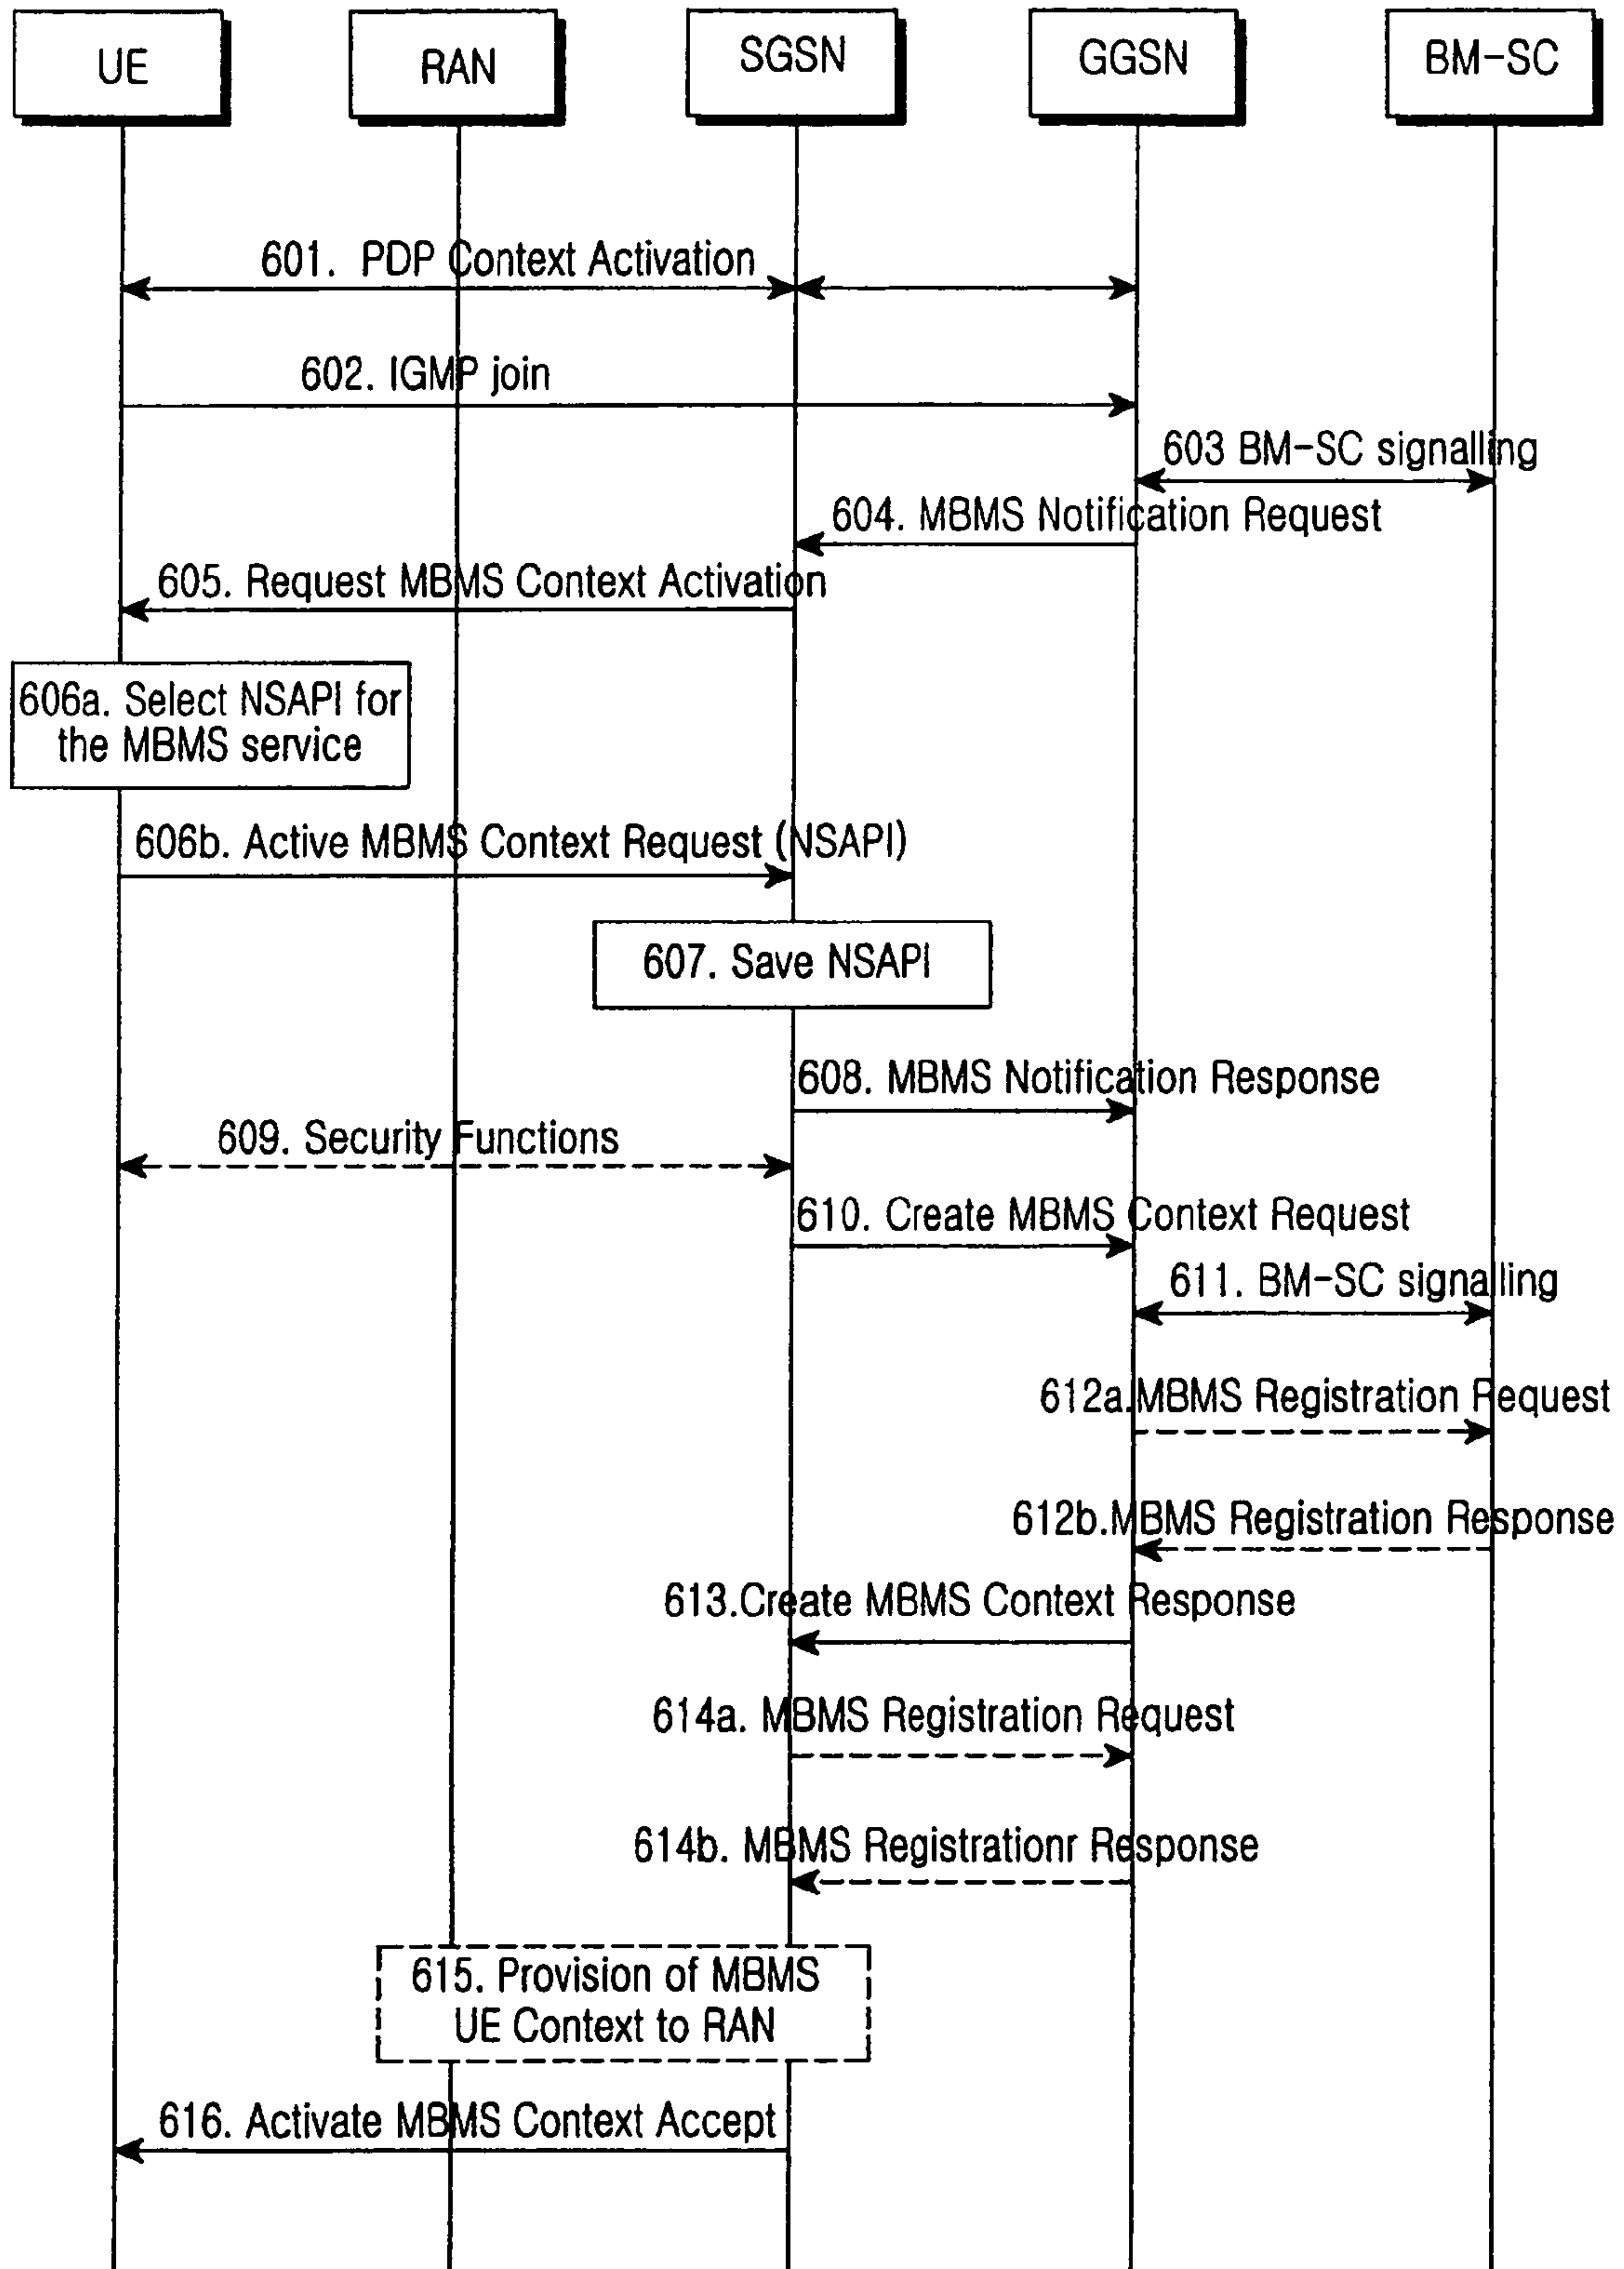 UE
RAN
SGSN
GGSN
BM-SC
601. PDP Context Activation
602. IGMP join
603 BM-SC signalling
604. MBMS Notification Request
605. Request MBMS Context Activation
606a. Select NSAPI for
the MBMS service
606b. Active MBMS Context Request (NSAPI)
607. Save NSAPI
608. MBMS Notification Response
609. Security Functions
610. Create MBMS Context Request
611. BM-SC signalling
612a.MBMS Registration Request
612b.MBMS Registration Response
613.Create MBMS Context Response
614a. MBMS Registration Request
614b. MBMS Registrationr Response
615. Provision of MBMS
UE Context to RAN
616. Activate MBMS Context Accept